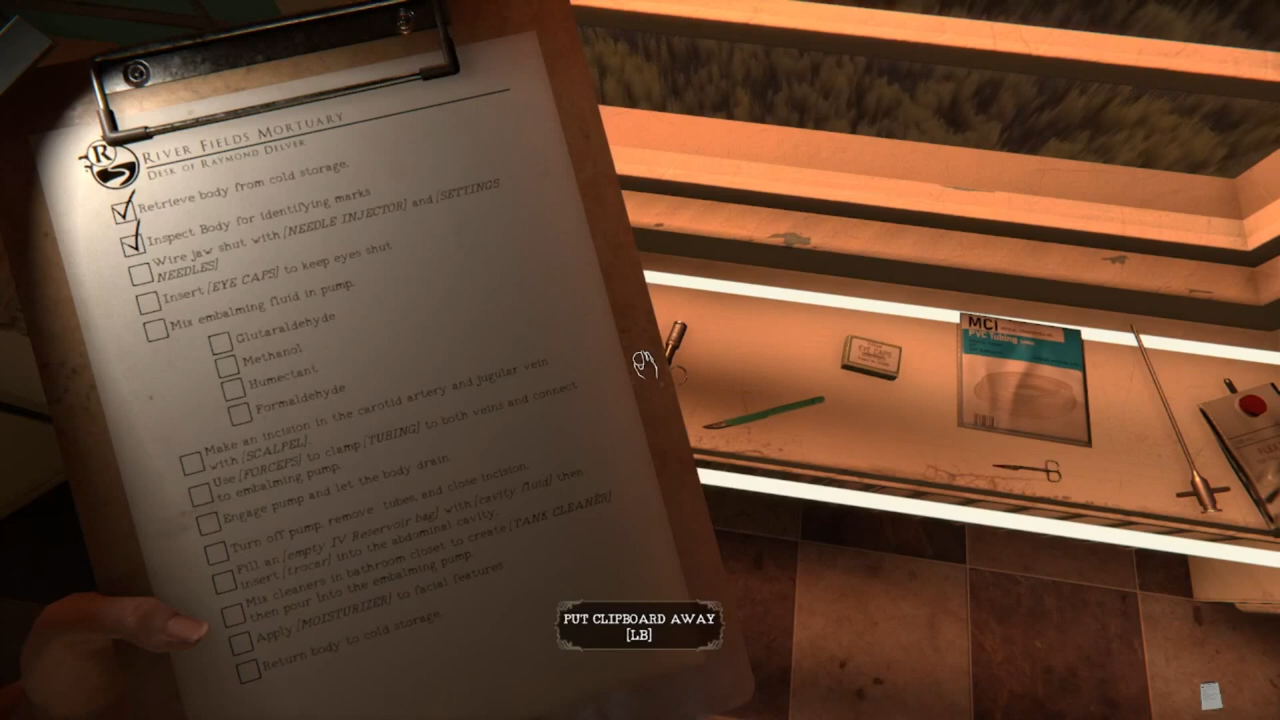 RIVER FIELDS MORTUARY
DESK OF RAYMOND DELVER
Retrieve body from cold storage.
Inspect Body for identifying marks
Wire jaw shut with [NEEDLE INJECTOR] and [SETTINGS
NEEDLES]
Insert [EYE CAPS] to keep eyes shut
Mix embalming fluid in pump.
Glutaraldehyde
Methanol
Humectant
Formaldehyde
Make an incision in the carotid artery and jugular vein
with [SCALPEL].
Use [FORCEPS] to clamp [TUBING] to both veins and connect
to embalming pump.
Engage pump and let the body drain.
Turn off pump, remove tubes, and close incision.
Fill an [empty IV Reservoir bag] with [cavity fluid] then
insert [trocar] into the abdominal cavity.
Mix cleaners in bathroom closet to create [TANK CLEANER]
then pour into the embalming pump.
Apply [MOISTURIZER] to facial features
Return body to cold storage.
EYE CAPS
MCI
PUT CLIPBOARD AWAY
[LB]